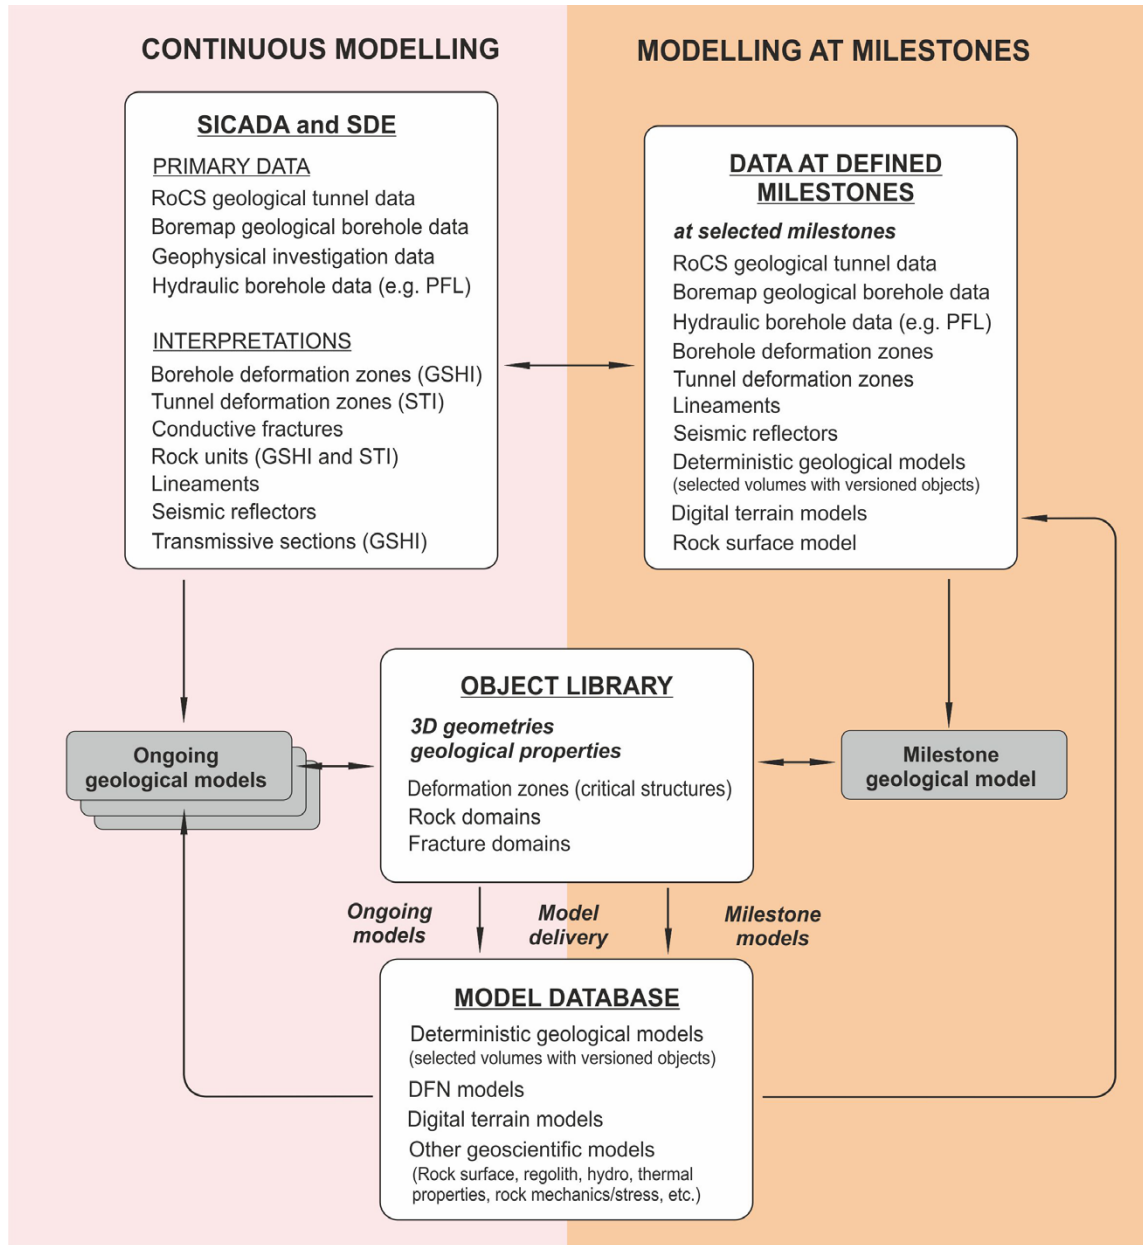 CONTINUOUS MODELLING
MODELLING AT MILESTONES
SICADA and SDE
PRIMARY DATA
RoCS geological tunnel data
Boremap geological borehole data
Geophysical investigation data
Hydraulic borehole data (e.g. PFL)
INTERPRETATIONS
Borehole deformation zones (GSHI)
Tunnel deformation zones (STI)
Conductive fractures
Rock units (GSHI and STI)
Lineaments
Seismic reflectors
Transmissive sections (GSHI)
DATA AT DEFINED
MILESTONES
at selected milestones
RoCS geological tunnel data
Boremap geological borehole data
Hydraulic borehole data (e.g. PFL)
Borehole deformation zones
Tunnel deformation zones
Lineaments
Seismic reflectors
Deterministic geological models
(selected volumes with versioned objects)
Digital terrain models
Rock surface model
Ongoing
geological models
OBJECT LIBRARY
3D geometries
geological properties
Deformation zones (critical structures)
Rock domains
Fracture domains
Milestone
geological model
Ongoing
models
Model
delivery
Milestone
models
MODEL DATABASE
Deterministic geological models
(selected volumes with versioned objects)
DFN models
Digital terrain models
Other geoscientific models
(Rock surface, regolith, hydro, thermal
properties, rock mechanics/stress, etc.)